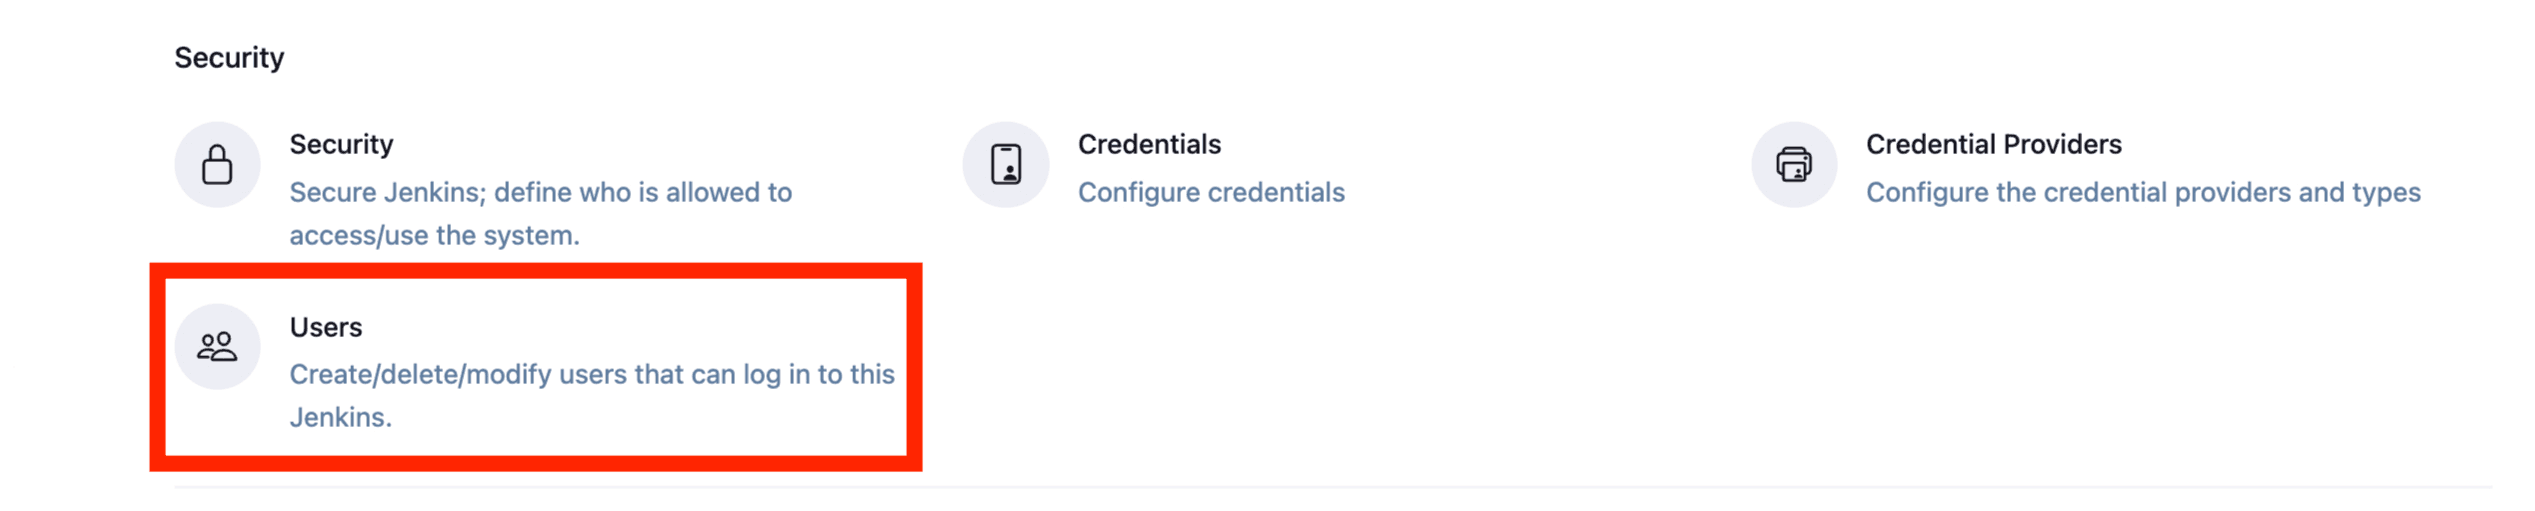 Security
Security
Secure Jenkins; define who is allowed to
access/use the system.
Credentials
Configure credentials
Credential Providers
Configure the credential providers and types
Users
Create/delete/modify users that can log in to this
Jenkins.